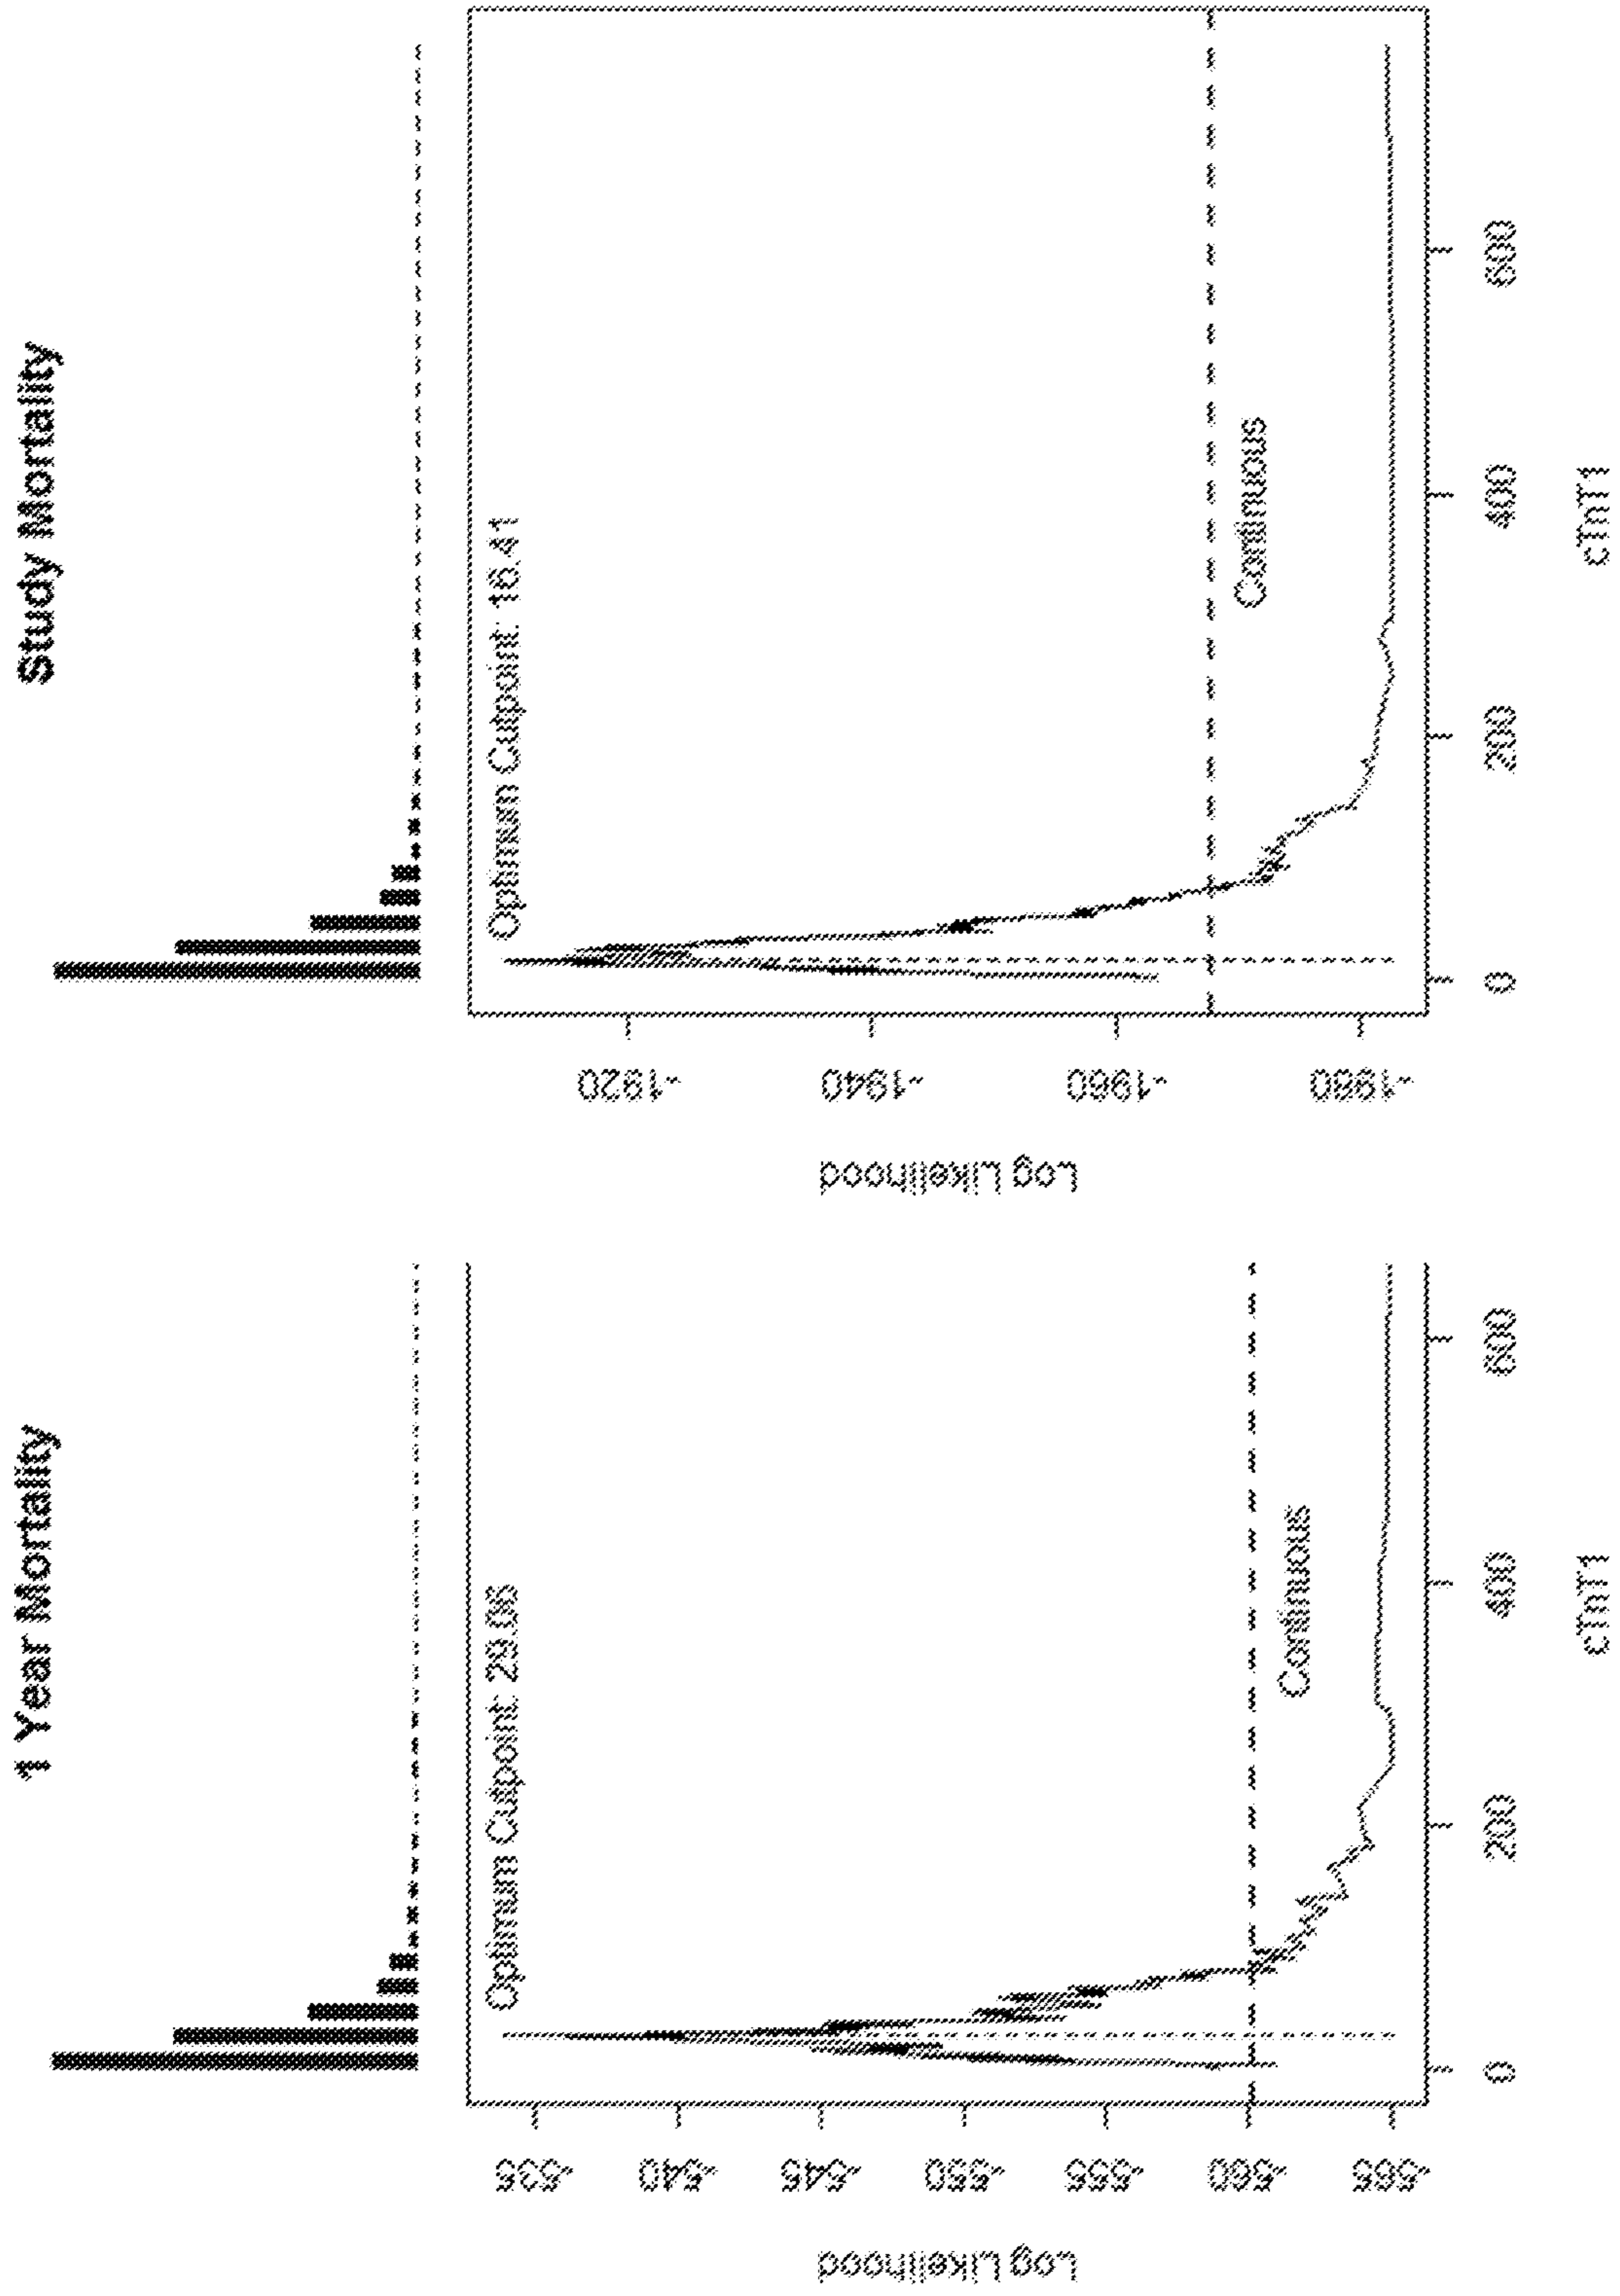 1 Year Mortality
Optimum Cutpoint: 29.06
Continuous
Log Likelihood
-535
-540
-545
-550
-555
-560
-565
0
200
400
600
cTnT1
Study Mortality
Optimum Cutpoint: 16.41
Continuous
Log Likelihood
-1920
-1940
-1960
-1980
0
200
400
600
cTnT1